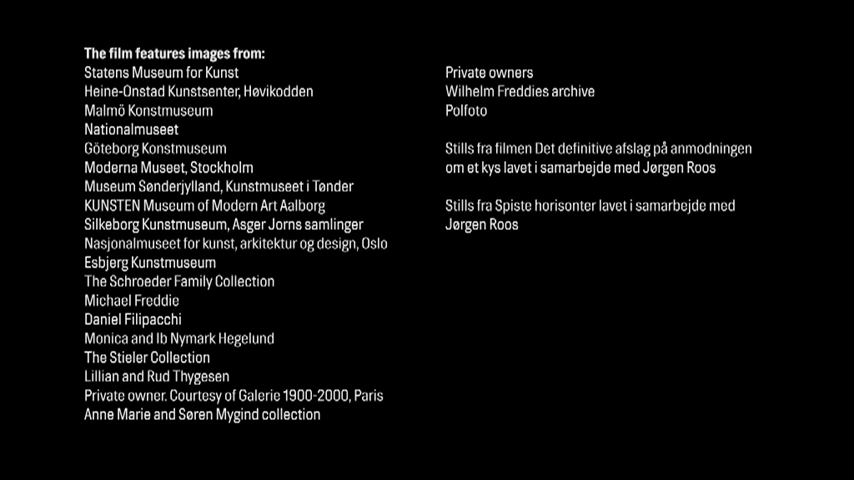 The film features images from:
Statens Museum for Kunst
Heine-Onstad Kunstsenter, Høvikodden
Malmö Konstmuseum
Nationalmuseet
Göteborg Konstmuseum
Moderna Museet, Stockholm
Museum Sønderjylland, Kunstmuseet i Tønder
KUNSTEN Museum of Modern Art Aalborg
Silkeborg Kunstmuseum, Asger Jorns samlinger
Nasjonalmuseet for kunst, arkitektur og design, Oslo
Esbjerg Kunstmuseum
The Schroeder Family Collection
Michael Freddie
Daniel Filipacchi
Monica and Ib Nymark Hegelund
The Stieler Collection
Lillian and Rud Thygesen
Private owner. Courtesy of Galerie 1900-2000, Paris
Anne Marie and Søren Mygind collection
Private owners
Wilhelm Freddies archive
Polfoto
Stills fra filmen Det definitive afslag på anmodningen
om et kys lavet i samarbejde med Jørgen Roos
Stills fra Spiste horisonter lavet i samarbejde med
Jørgen Roos